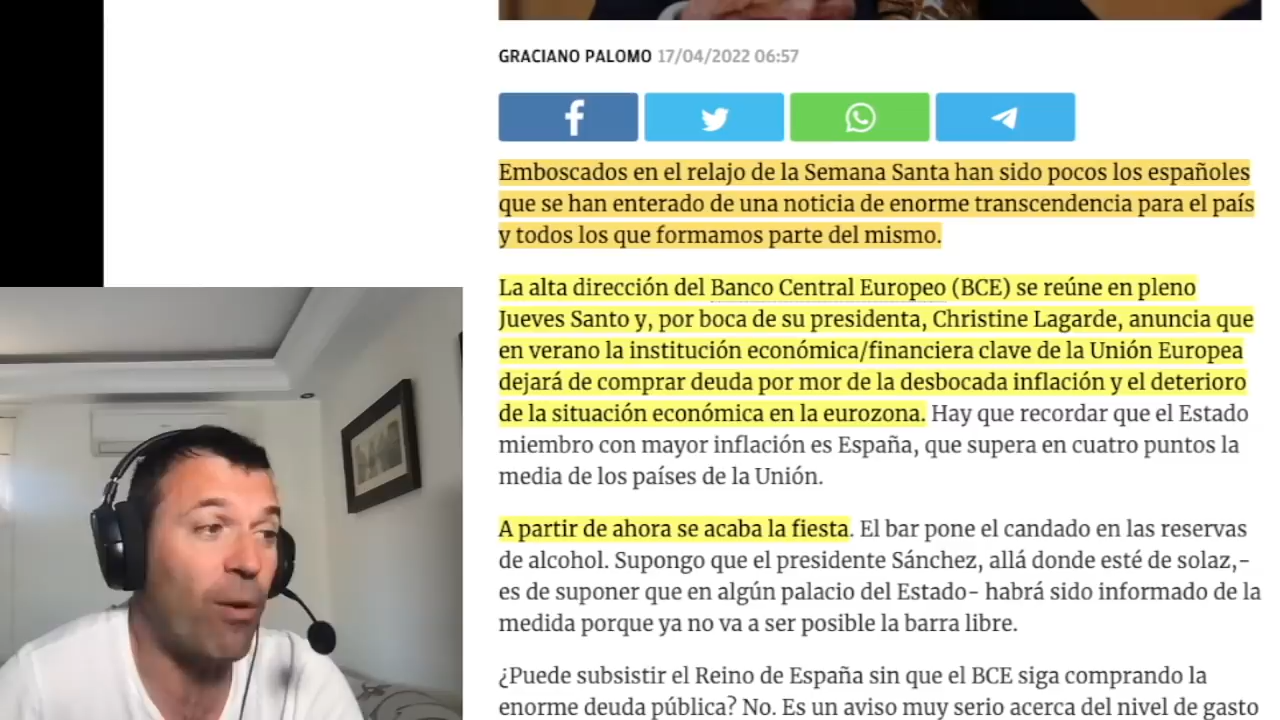 GRACIANO PALOMO 17/04/2022 06:57
Emboscados en el relajo de la Semana Santa han sido pocos los españoles
que se han enterado de una noticia de enorme transcendencia para el país
y todos los que formamos parte del mismo.
La alta dirección del Banco Central Europeo (BCE) se reúne en pleno
Jueves Santo y, por boca de su presidenta, Christine Lagarde, anuncia que
en verano la institución económica/financiera clave de la Unión Europea
dejará de comprar deuda por mor de la desbocada inflación y el deterioro
de la situación económica en la eurozona. Hay que recordar que el Estado
miembro con mayor inflación es España, que supera en cuatro puntos la
media de los países de la Unión.
A partir de ahora se acaba la fiesta. El bar pone el candado en las reservas
de alcohol. Supongo que el presidente Sánchez, allá donde esté de solaz,-
es de suponer que en algún palacio del Estado- habrá sido informado de la
medida porque ya no va a ser posible la barra libre.
¿Puede subsistir el Reino de España sin que el BCE siga comprando la
enorme deuda pública? No. Es un aviso muy serio acerca del nivel de gasto